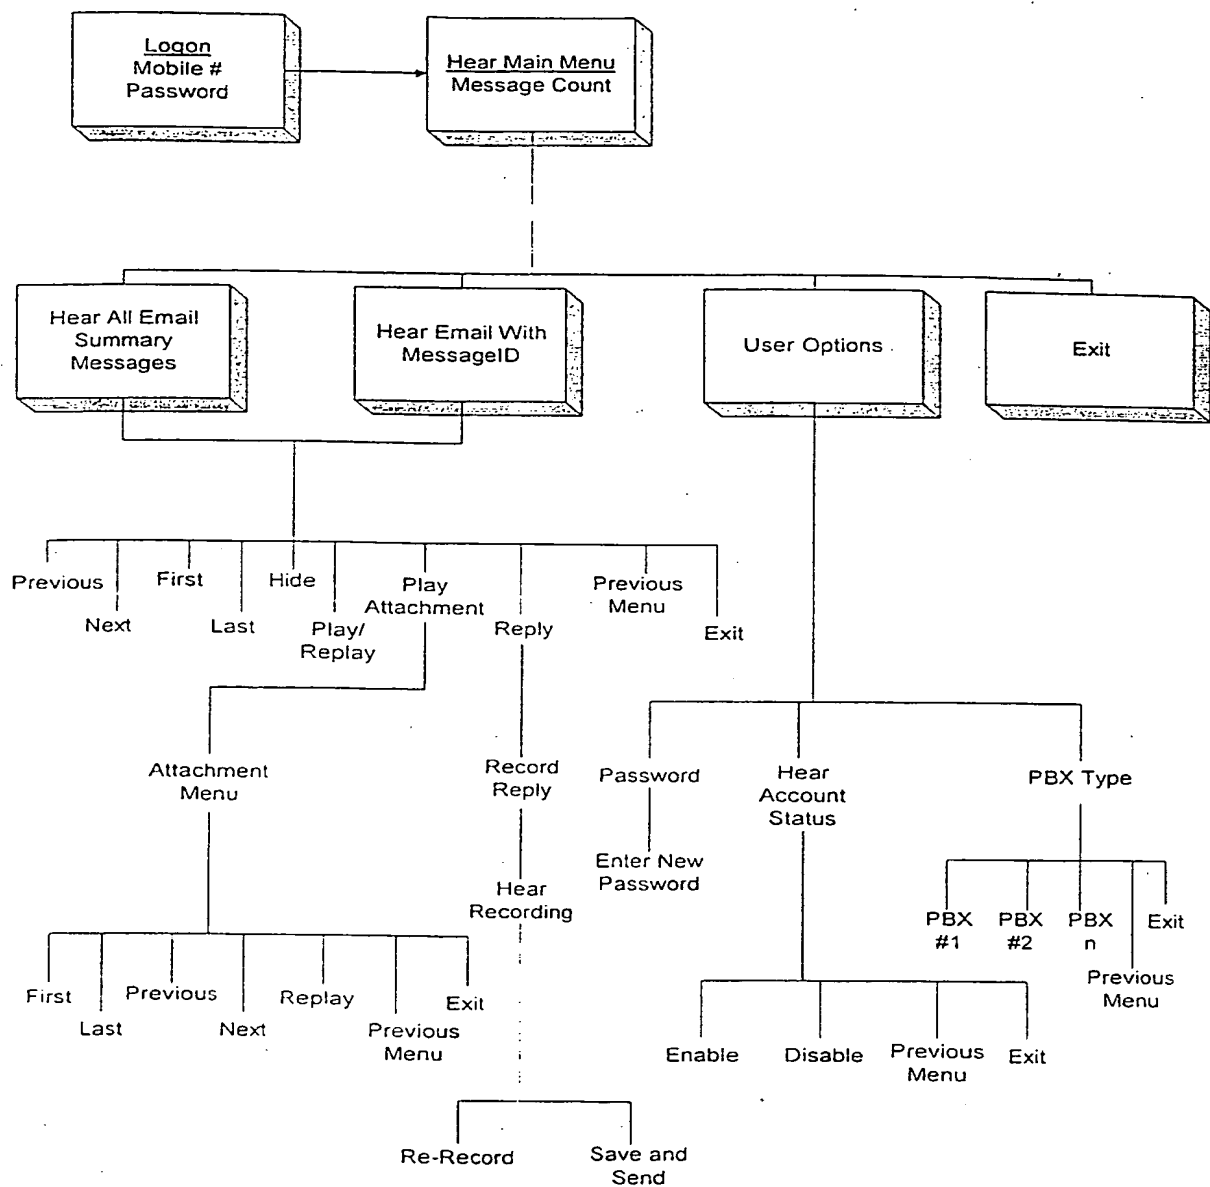 Logon
Mobile #
Password
Hear Main Menu
Message Count
Hear All Email
Summary
Messages
Hear Email With
MessageID
User Options
Exit
Previous
Next
First
Last
Hide
Play/
Replay
Play
Attachment
Reply
Previous
Menu
Exit
Attachment
Menu
Record
Reply
Hear
Recording
Password
Enter New
Password
Hear
Account
Status
PBX Type
PBX
#1
PBX
#2
PBX
n
Previous
Menu
Exit
First
Last
Previous
Next
Replay
Previous
Menu
Exit
Enable
Disable
Previous
Menu
Exit
Re-Record
Save and
Send